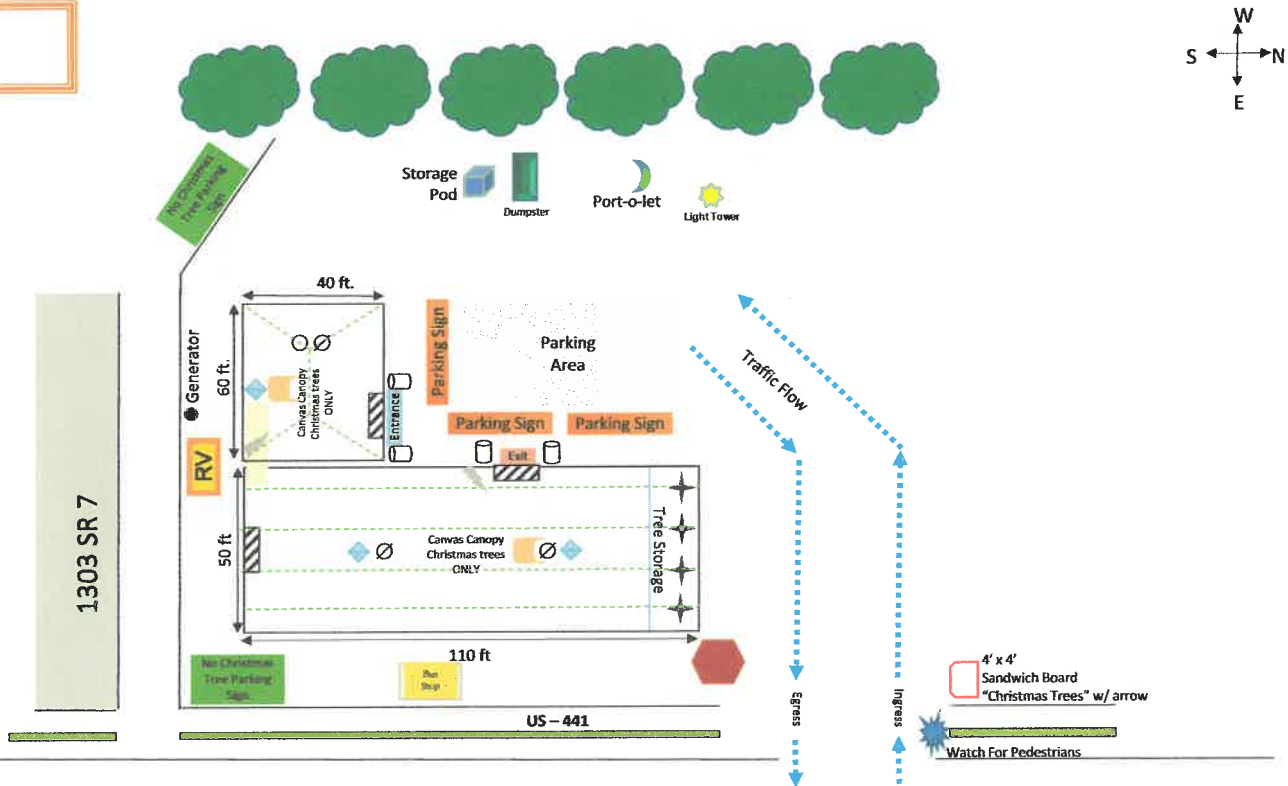 W
S
N
E
No Christmas
Tree Parking
Sign
Storage
Pod
Dumpster
Port-o-let
Light Tower
40 ft.
60 ft.
Generator
Canvas Canopy
Christmas trees
ONLY
Entrance
Parking Sign
Parking
Area
Parking Sign
Parking Sign
Traffic Flow
RV
Exit
50 ft
Canvas Canopy
Christmas trees
ONLY
Tree Storage
1303 SR 7
110 ft
No Christmas
Tree Parking
Sign
Bus
Stop
US – 441
Egress
Ingress
4' x 4'
Sandwich Board
"Christmas Trees" w/ arrow
Watch For Pedestrians